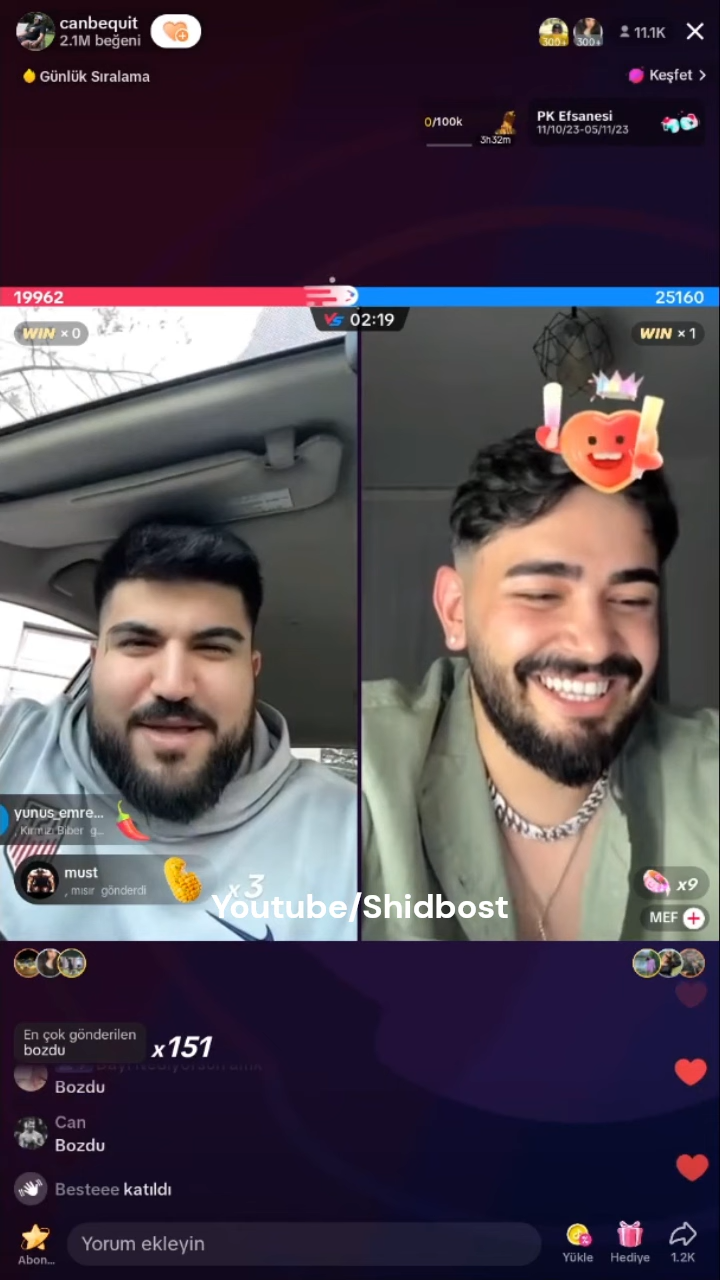 canbequit
2.1M beğeni
300+
300+
11.1K
Günlük Sıralama
Keşfet
0/100k
3h32m
PK Efsanesi
11/10/23-05/11/23
19962
25160
WIN × 0
VS 02:19
WIN × 1
yunus_emre...
, Kırmızı Biber g...
must
, mısır gönderdi
x3
x9
Youtube/Shidbost
MEF
En çok gönderilen
bozdu
x151
Bozdu
Can
Bozdu
Besteee katıldı
Abon...
Yorum ekleyin
Yükle
Hediye
1.2K